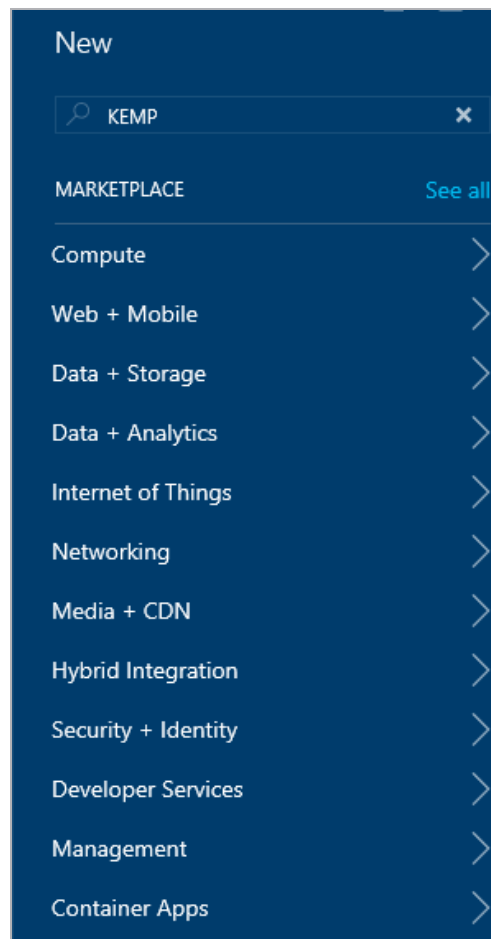 New
KEMP
MARKETPLACE See all
Compute
Web + Mobile
Data + Storage
Data + Analytics
Internet of Things
Networking
Media + CDN
Hybrid Integration
Security + Identity
Developer Services
Management
Container Apps